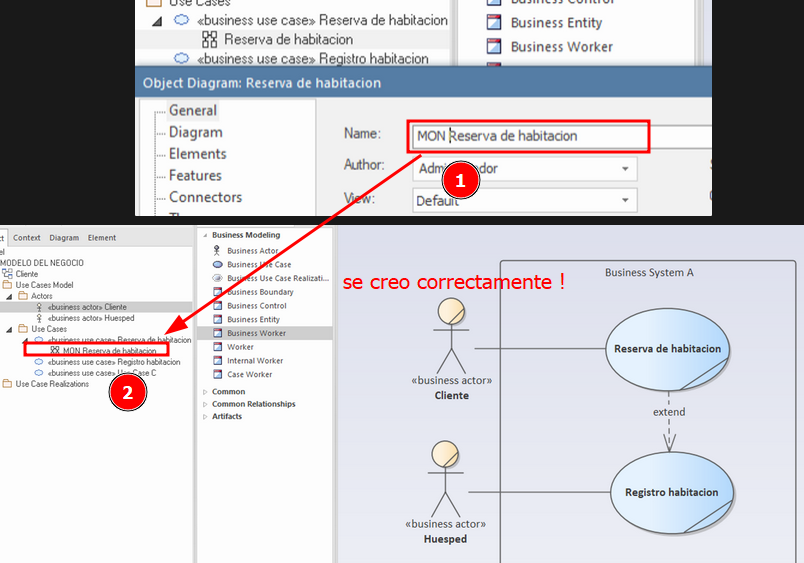 Use Cases
«business use case» Reserva de habitacion
Reserva de habitacion
«business use case» Registro habitacion
Business Control
Business Entity
Business Worker
Object Diagram: Reserva de habitacion
General
Diagram
Elements
Features
Connectors
Name:
MON Reserva de habitacion
Author:
View:
Default
1
Context
Diagram
Element
MODELO DEL NEGOCIO
Cliente
Use Cases Model
Actors
«business actor» Cliente
«business actor» Huesped
Use Cases
«business use case» Reserva de habitacion
MON Reserva de habitacion
«business use case» Registro habitacion
«business use case» Use Case C
Use Case Realizations
2
Business Modeling
Business Actor
Business Use Case
Business Use Case Realizati...
Business Boundary
Business Control
Business Entity
Business Worker
Worker
Internal Worker
Case Worker
Common
Common Relationships
Artifacts
se creo correctamente !
Business System A
Reserva de habitacion
«business actor»
Cliente
extend
Registro habitacion
«business actor»
Huesped